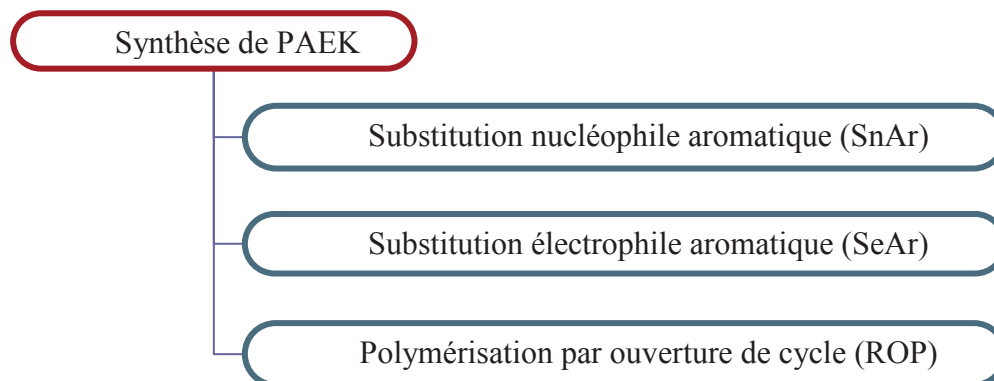 Synthèse de PAEK
Substitution nucléophile aromatique (SnAr)
Substitution électrophile aromatique (SeAr)
Polymérisation par ouverture de cycle (ROP)